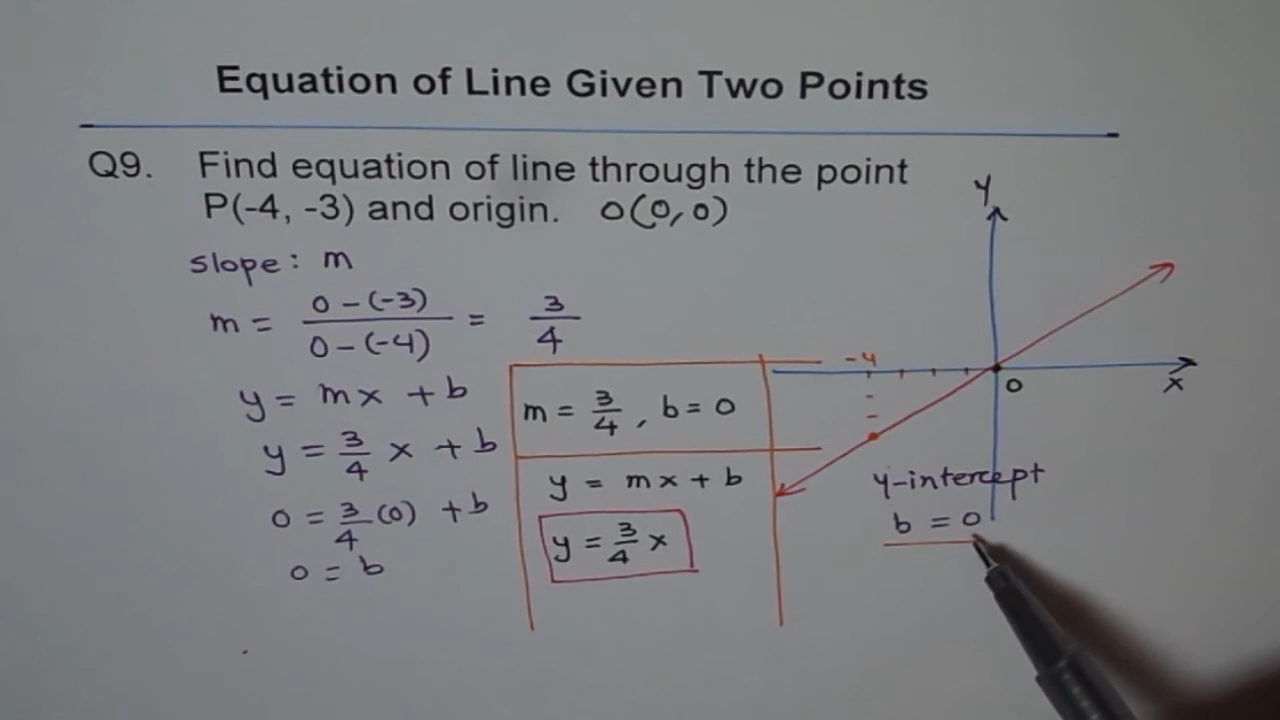 Equation of Line Given Two Points
Q9. Find equation of line through the point
P(-4, -3) and origin. O(0,0)
slope: m
m = 0-(-3) / 0-(-4) = 3/4
y = mx + b
y = 3/4 x + b
0 = 3/4 (0) + b
0 = b
m = 3/4, b = 0
y = mx + b
y = 3/4 x
y
-4
0
x
y-intercept
b = 0